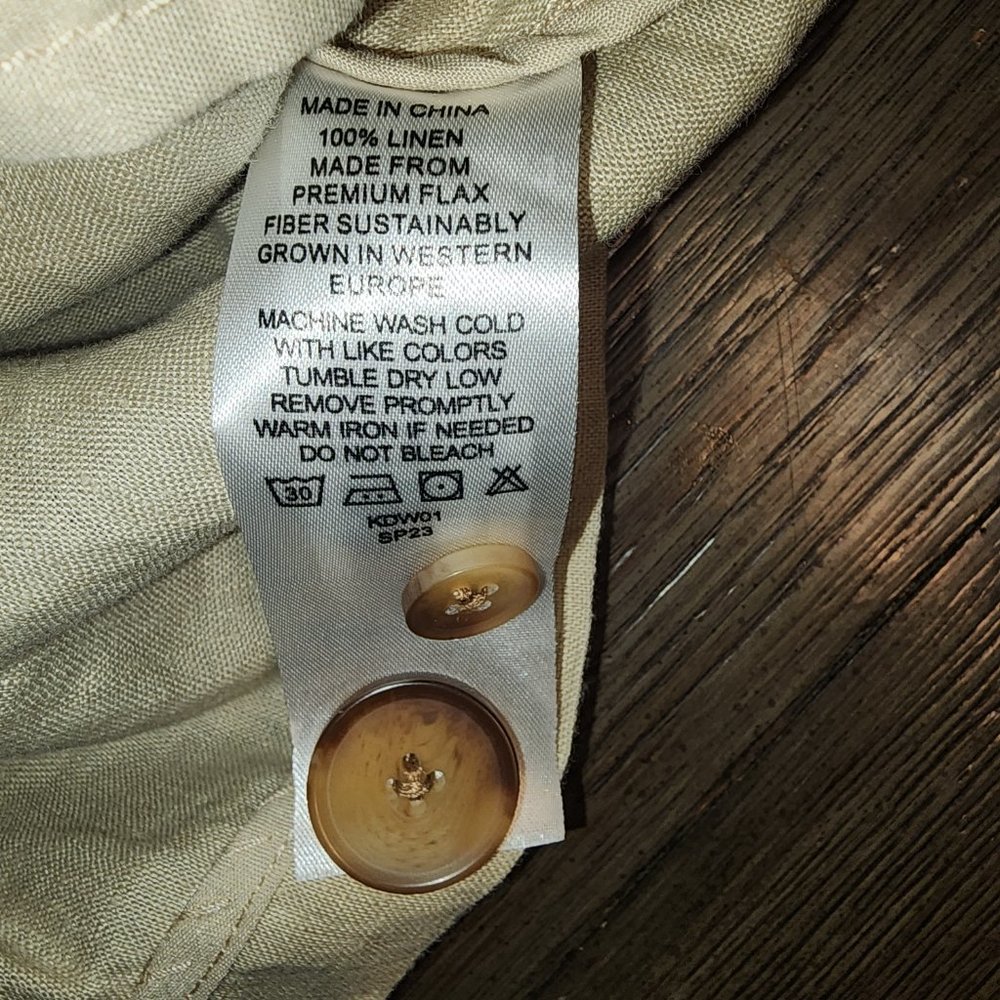 MADE IN CHINA
100% LINEN
MADE FROM
PREMIUM FLAX
FIBER SUSTAINABLY
GROWN IN WESTERN
EUROPE
MACHINE WASH COLD
WITH LIKE COLORS
TUMBLE DRY LOW
REMOVE PROMPTLY
WARM IRON IF NEEDED
DO NOT BLEACH
30
KDW01
SP23